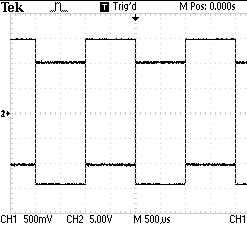 Tek T Trig'd M Pos: 0.000s
2
CH1 500mV CH2 5.00V M 500µs CH1